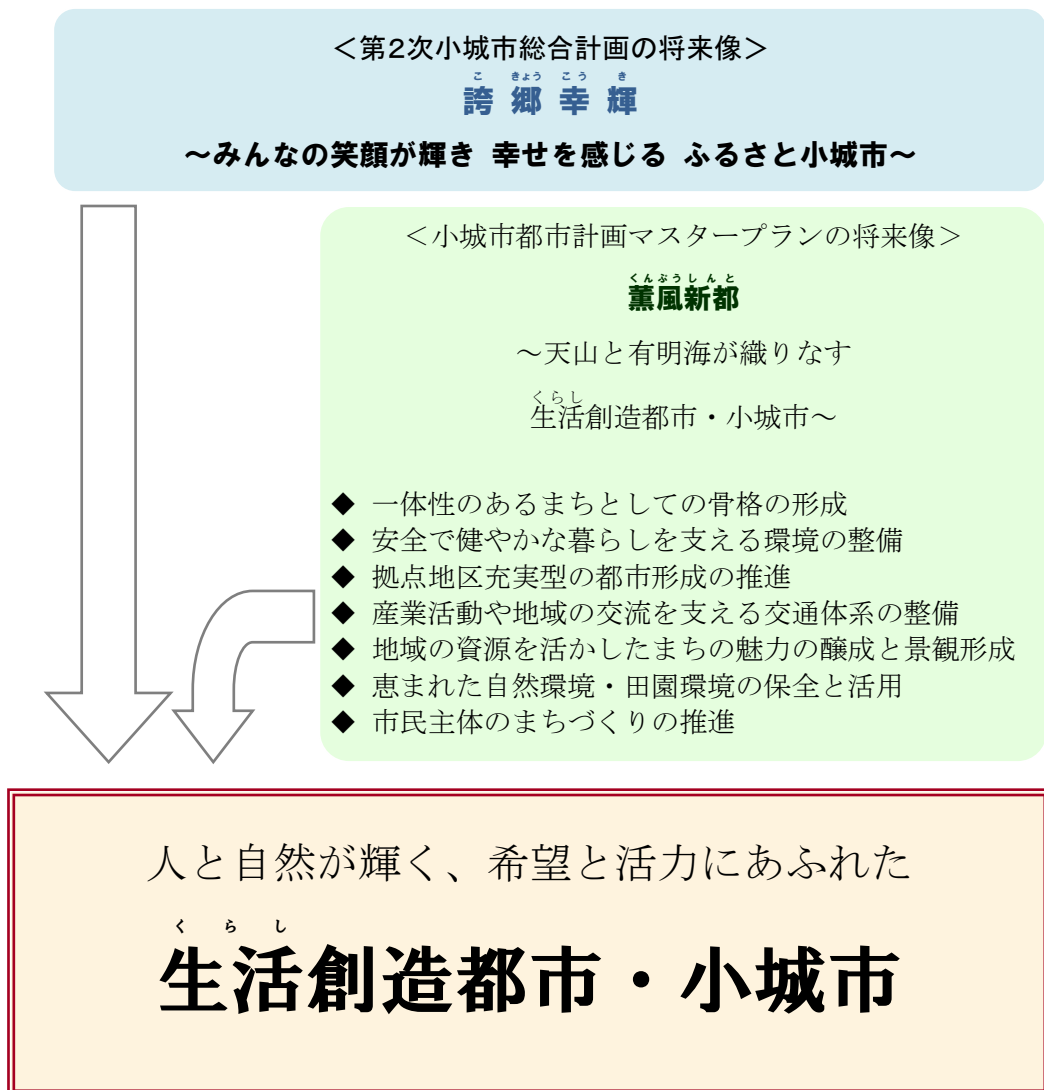 ＜第2次小城市総合計画の将来像＞
こ きょう こう き
誇郷幸輝
～みんなの笑顔が輝き 幸せを感じる ふるさと小城市～
＜小城市都市計画マスタープランの将来像＞
くんぷうしんと
薫風新都
～天山と有明海が織りなす
くらし
生活創造都市・小城市～
◆ 一体性のあるまちとしての骨格の形成
◆ 安全で健やかな暮らしを支える環境の整備
◆ 拠点地区充実型の都市形成の推進
◆ 産業活動や地域の交流を支える交通体系の整備
◆ 地域の資源を活かしたまちの魅力の醸成と景観形成
◆ 恵まれた自然環境・田園環境の保全と活用
◆ 市民主体のまちづくりの推進
人と自然が輝く、希望と活力にあふれた
くらし
生活創造都市・小城市